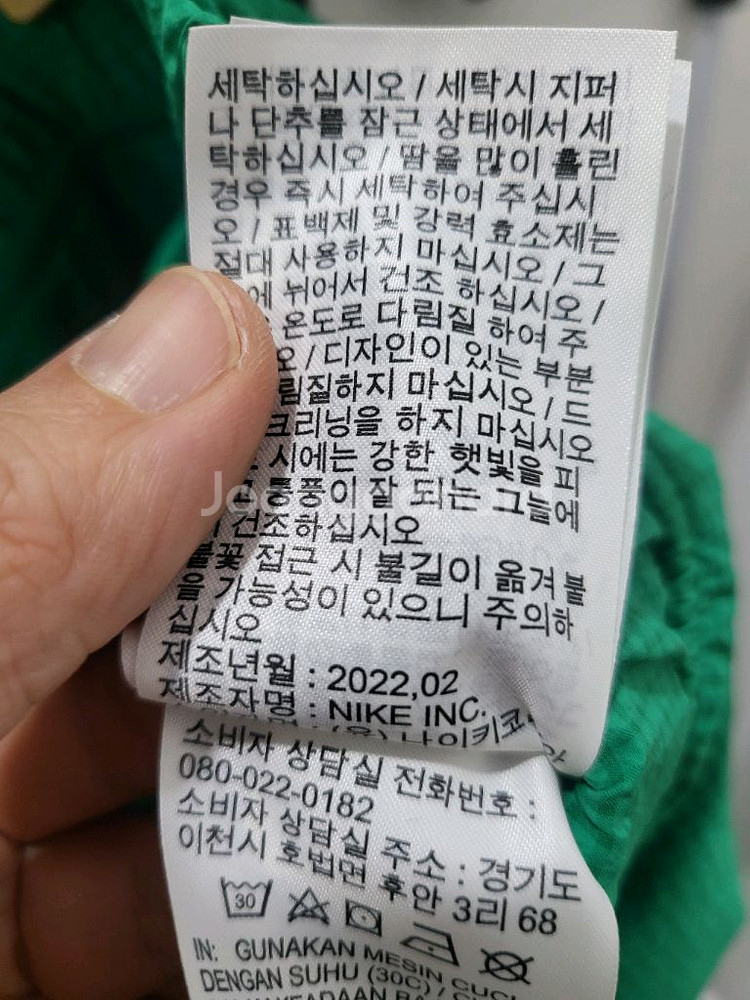 세탁하십시오 / 세탁시 지퍼
나 단추를 잠근 상태에서 세
탁하십시오 / 땀을 많이 흘린
경우 즉시 세탁하여 주십시
오 / 표백제 및 강력 효소제는
절대 사용하지 마십시오 / 그
에 뉘어서 건조 하십시오 /
온도로 다림질 하여 주
오 / 디자인이 있는 부분
림질하지 마십시오 / 드
크리닝을 하지 마십시오
시에는 강한 햇빛을 피
고 통풍이 잘 되는 그늘에
건조하십시오
불꽃 접근 시 불길이 옮겨 붙
을 가능성이 있으니 주의하
십시오
제조년월 : 2022,02
제조자명 : NIKE INC.
(유) 나이키코
소비자 상담실 전화번호 :
080-022-0182
소비자 상담실 주소 : 경기도
이천시 호법면 후안 3리 68
30
IN: GUNAKAN MESIN CUC
DENGAN SUHU (30C) /